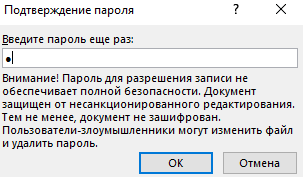 Подтверждение пароля
Введите пароль еще раз:
●
Внимание! Пароль для разрешения записи не
обеспечивает полной безопасности. Документ
защищен от несанкционированного редактирования.
Тем не менее, документ не зашифрован.
Пользователи-злоумышленники могут изменить файл
и удалить пароль.
ОК Отмена